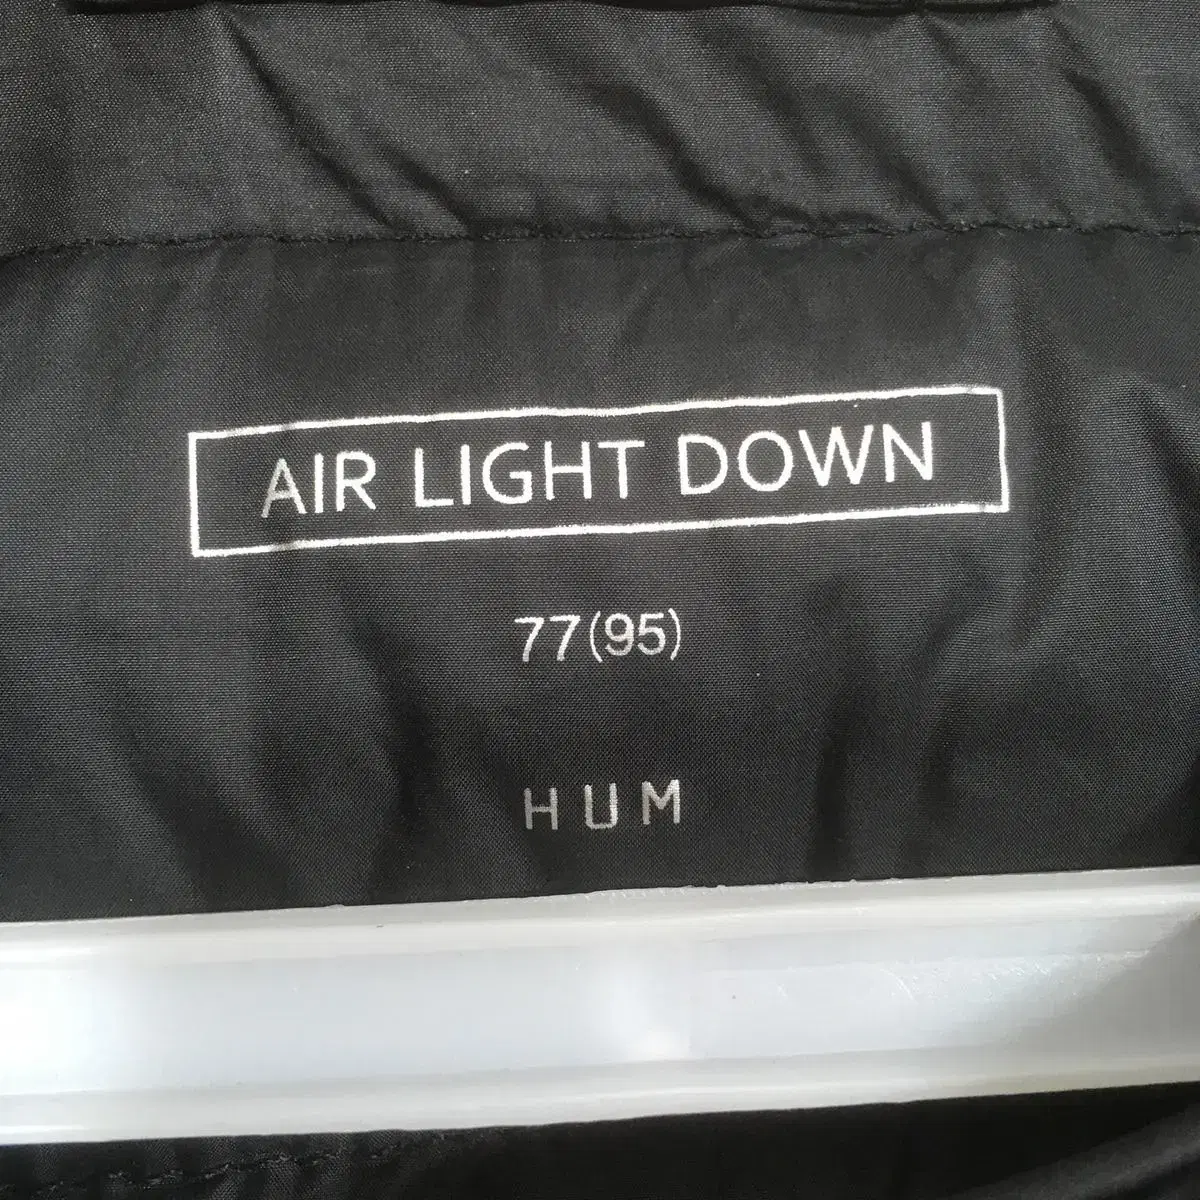 AIR LIGHT DOWN
77(95)
HUM